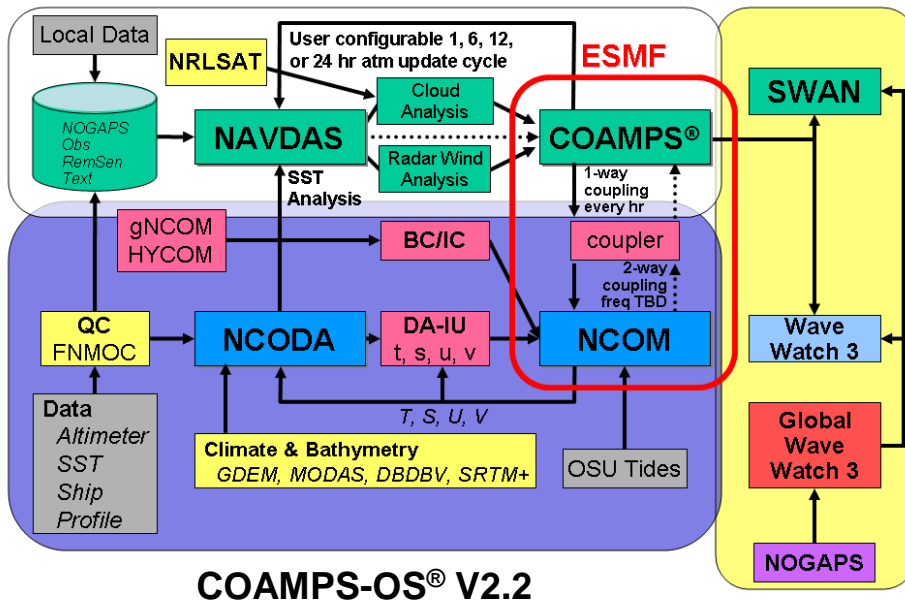 Local Data
NRLSAT
User configurable 1, 6, 12,
or 24 hr atm update cycle
ESMF
NOGAPS
Obs
RemSen
Text
NAVDAS
Cloud
Analysis
Radar Wind
Analysis
COAMPS®
SWAN
SST
Analysis
1-way
coupling
every hr
gNCOM
HYCOM
BC/IC
coupler
2-way
coupling
freq TBD
QC
FNMOC
NCODA
DA-IU
t, s, u, v
NCOM
Wave
Watch 3
T, S, U, V
Data
Altimeter
SST
Ship
Profile
Climate & Bathymetry
GDEM, MODAS, DBDBV, SRTM+
OSU Tides
Global
Wave
Watch 3
NOGAPS
COAMPS-OS® V2.2